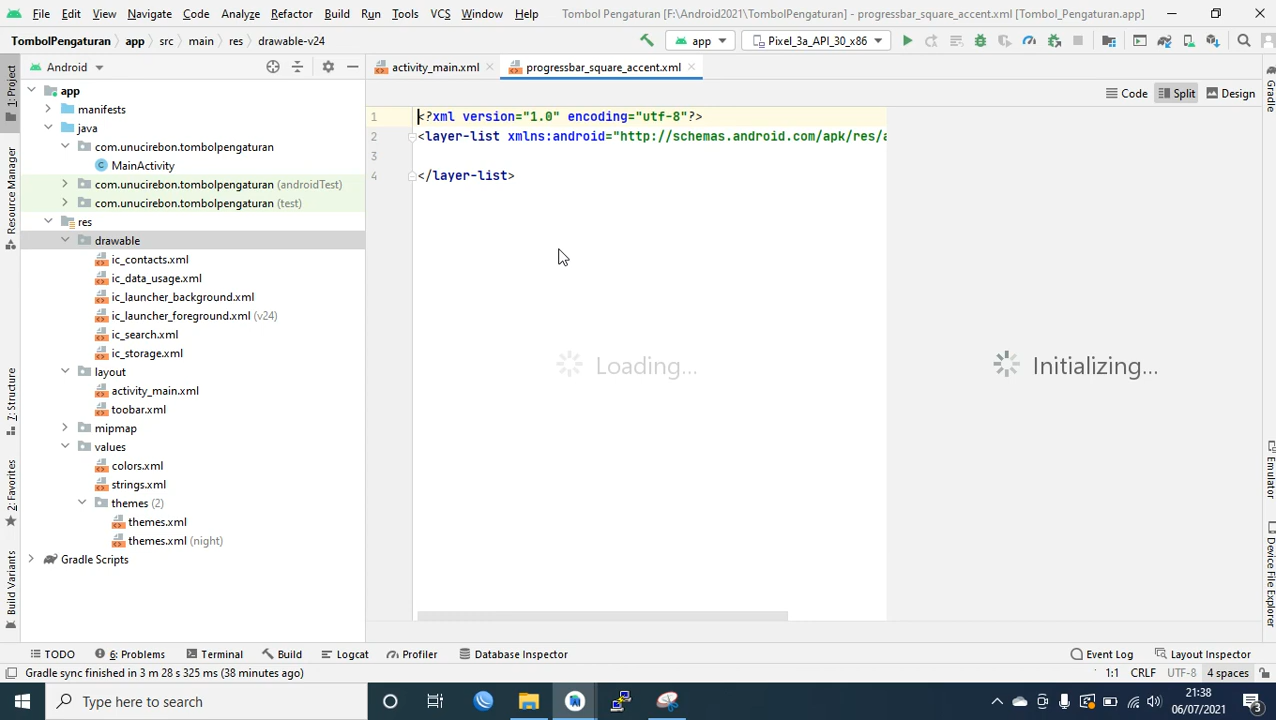 File Edit View Navigate Code Analyze Refactor Build Run Tools VCS Window Help Tombol Pengaturan [F:\Android2021\TombolPengaturan] - progressbar_square_accent.xml [Tombol_Pengaturan.app]
TombolPengaturan app src main res drawable-v24 app Pixel_3a_API_30_x86
1: Project
Resource Manager
7: Structure
2: Favorites
Build Variants
Android
app
manifests
java
com.unucirebon.tombolpengaturan
MainActivity
com.unucirebon.tombolpengaturan (androidTest)
com.unucirebon.tombolpengaturan (test)
res
drawable
ic_contacts.xml
ic_data_usage.xml
ic_launcher_background.xml
ic_launcher_foreground.xml (v24)
ic_search.xml
ic_storage.xml
layout
activity_main.xml
toobar.xml
mipmap
values
colors.xml
strings.xml
themes (2)
themes.xml
themes.xml (night)
Gradle Scripts
activity_main.xml progressbar_square_accent.xml
Code Split Design
1 <?xml version="1.0" encoding="utf-8"?>
2 <layer-list xmlns:android="http://schemas.android.com/apk/res/a
3
4 </layer-list>
Loading...
Initializing...
Gradle
Emulator
Device File Explorer
TODO 6: Problems Terminal Build Logcat Profiler Database Inspector Event Log Layout Inspector
Gradle sync finished in 3 m 28 s 325 ms (38 minutes ago) 1:1 CRLF UTF-8 4 spaces
Type here to search
21:38
06/07/2021
3